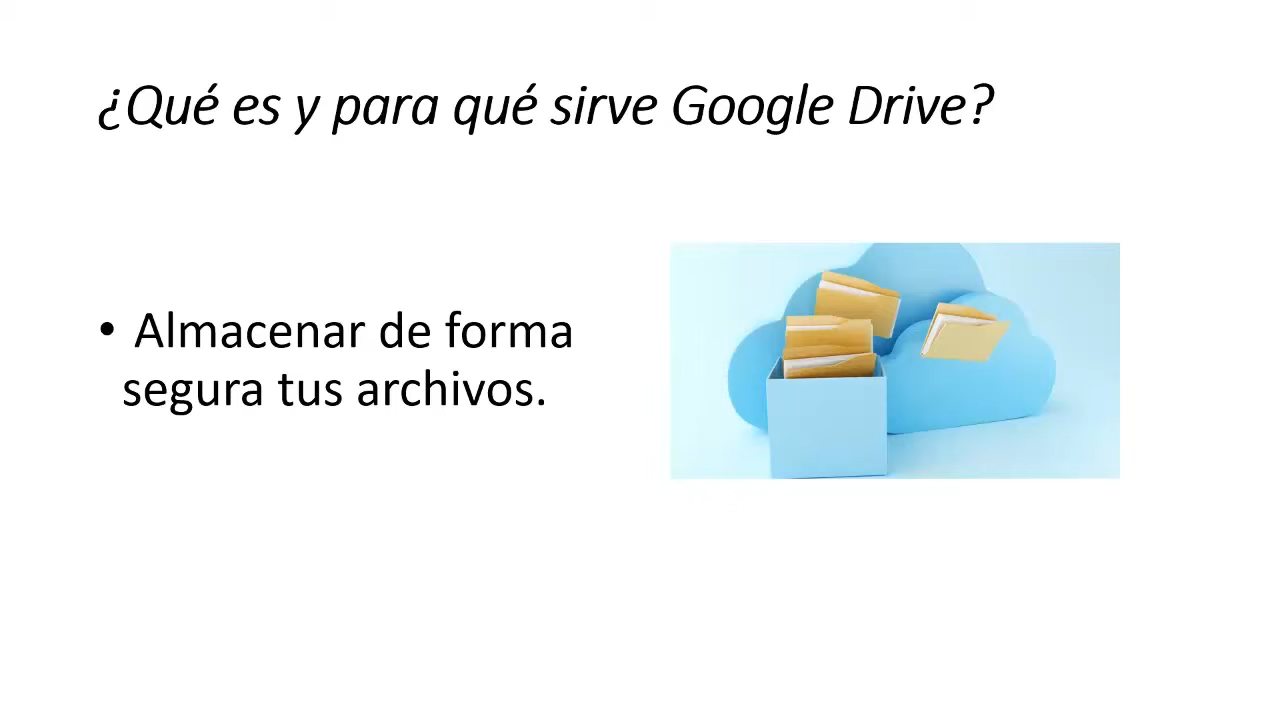 ¿Qué es y para qué sirve Google Drive?
• Almacenar de forma
segura tus archivos.